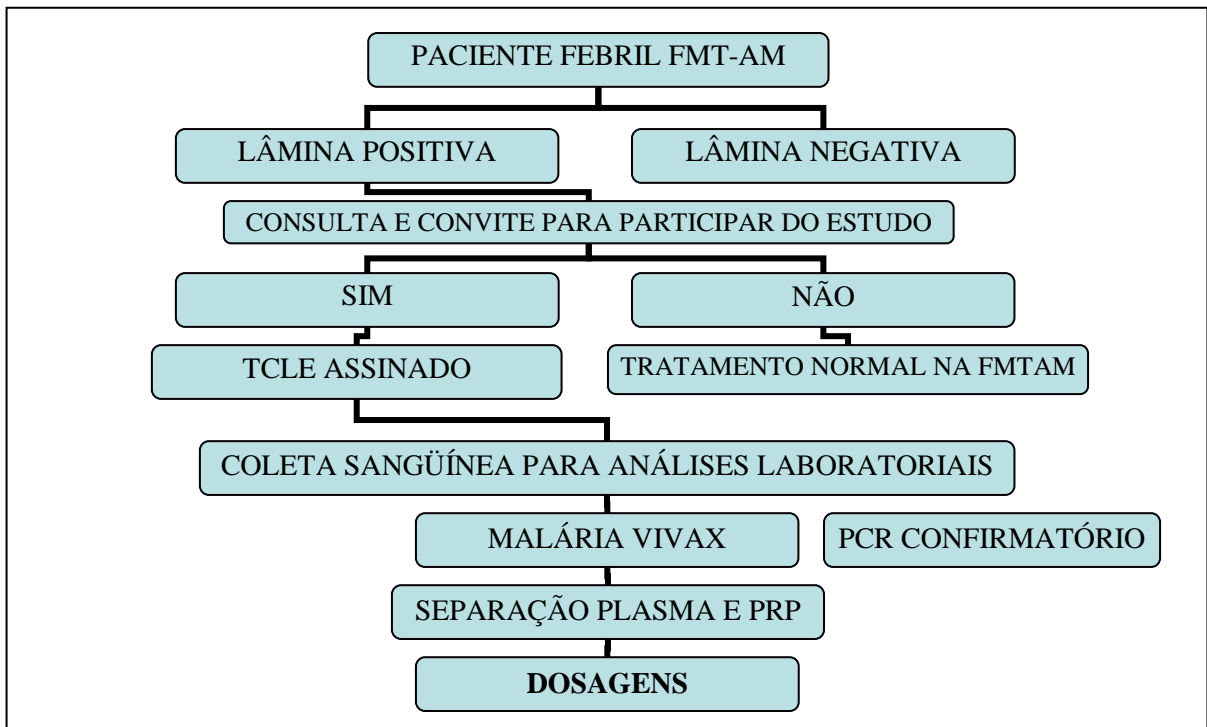 PACIENTE FEBRIL FMT-AM
LÂMINA POSITIVA
LÂMINA NEGATIVA
CONSULTA E CONVITE PARA PARTICIPAR DO ESTUDO
SIM
NÃO
TCLE ASSINADO
TRATAMENTO NORMAL NA FMTAM
COLETA SANGÜÍNEA PARA ANÁLISES LABORATORIAIS
MALÁRIA VIVAX
PCR CONFIRMATÓRIO
SEPARAÇÃO PLASMA E PRP
DOSAGENS